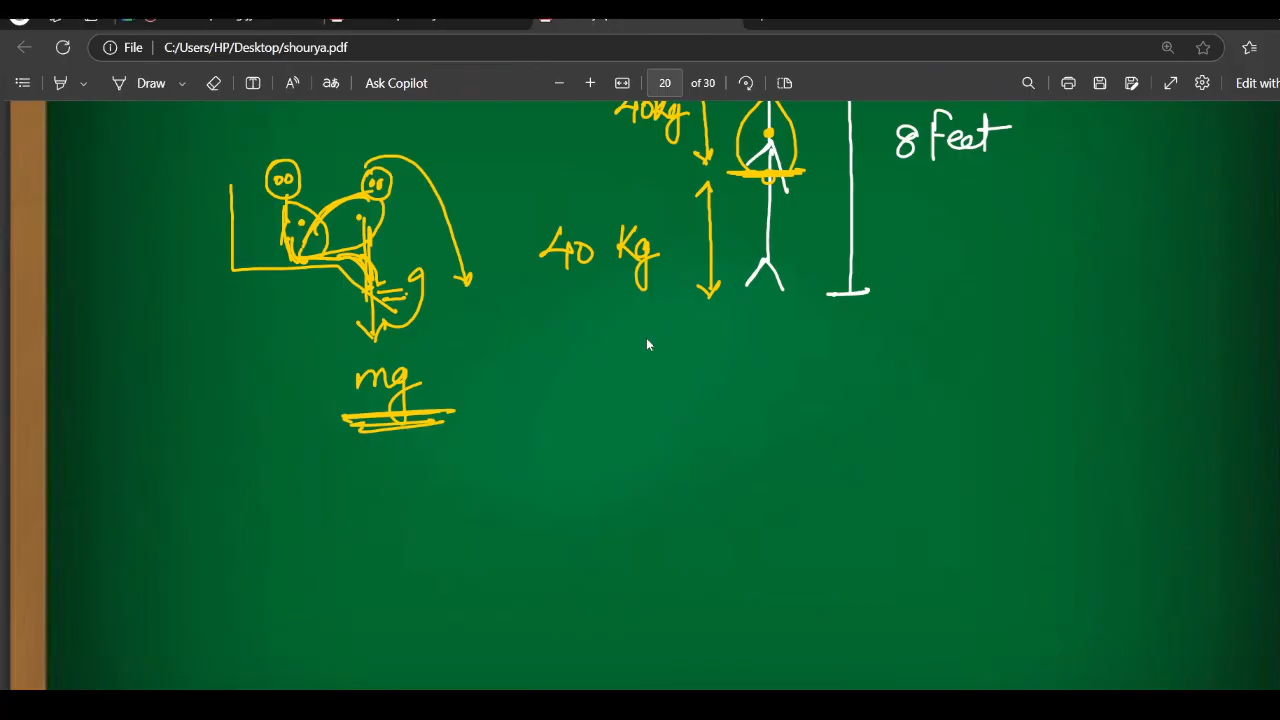 File C:/Users/HP/Desktop/shourya.pdf
Draw Ask Copilot 20 of 30 Edit with
40kg
8 feet
40 Kg
mg